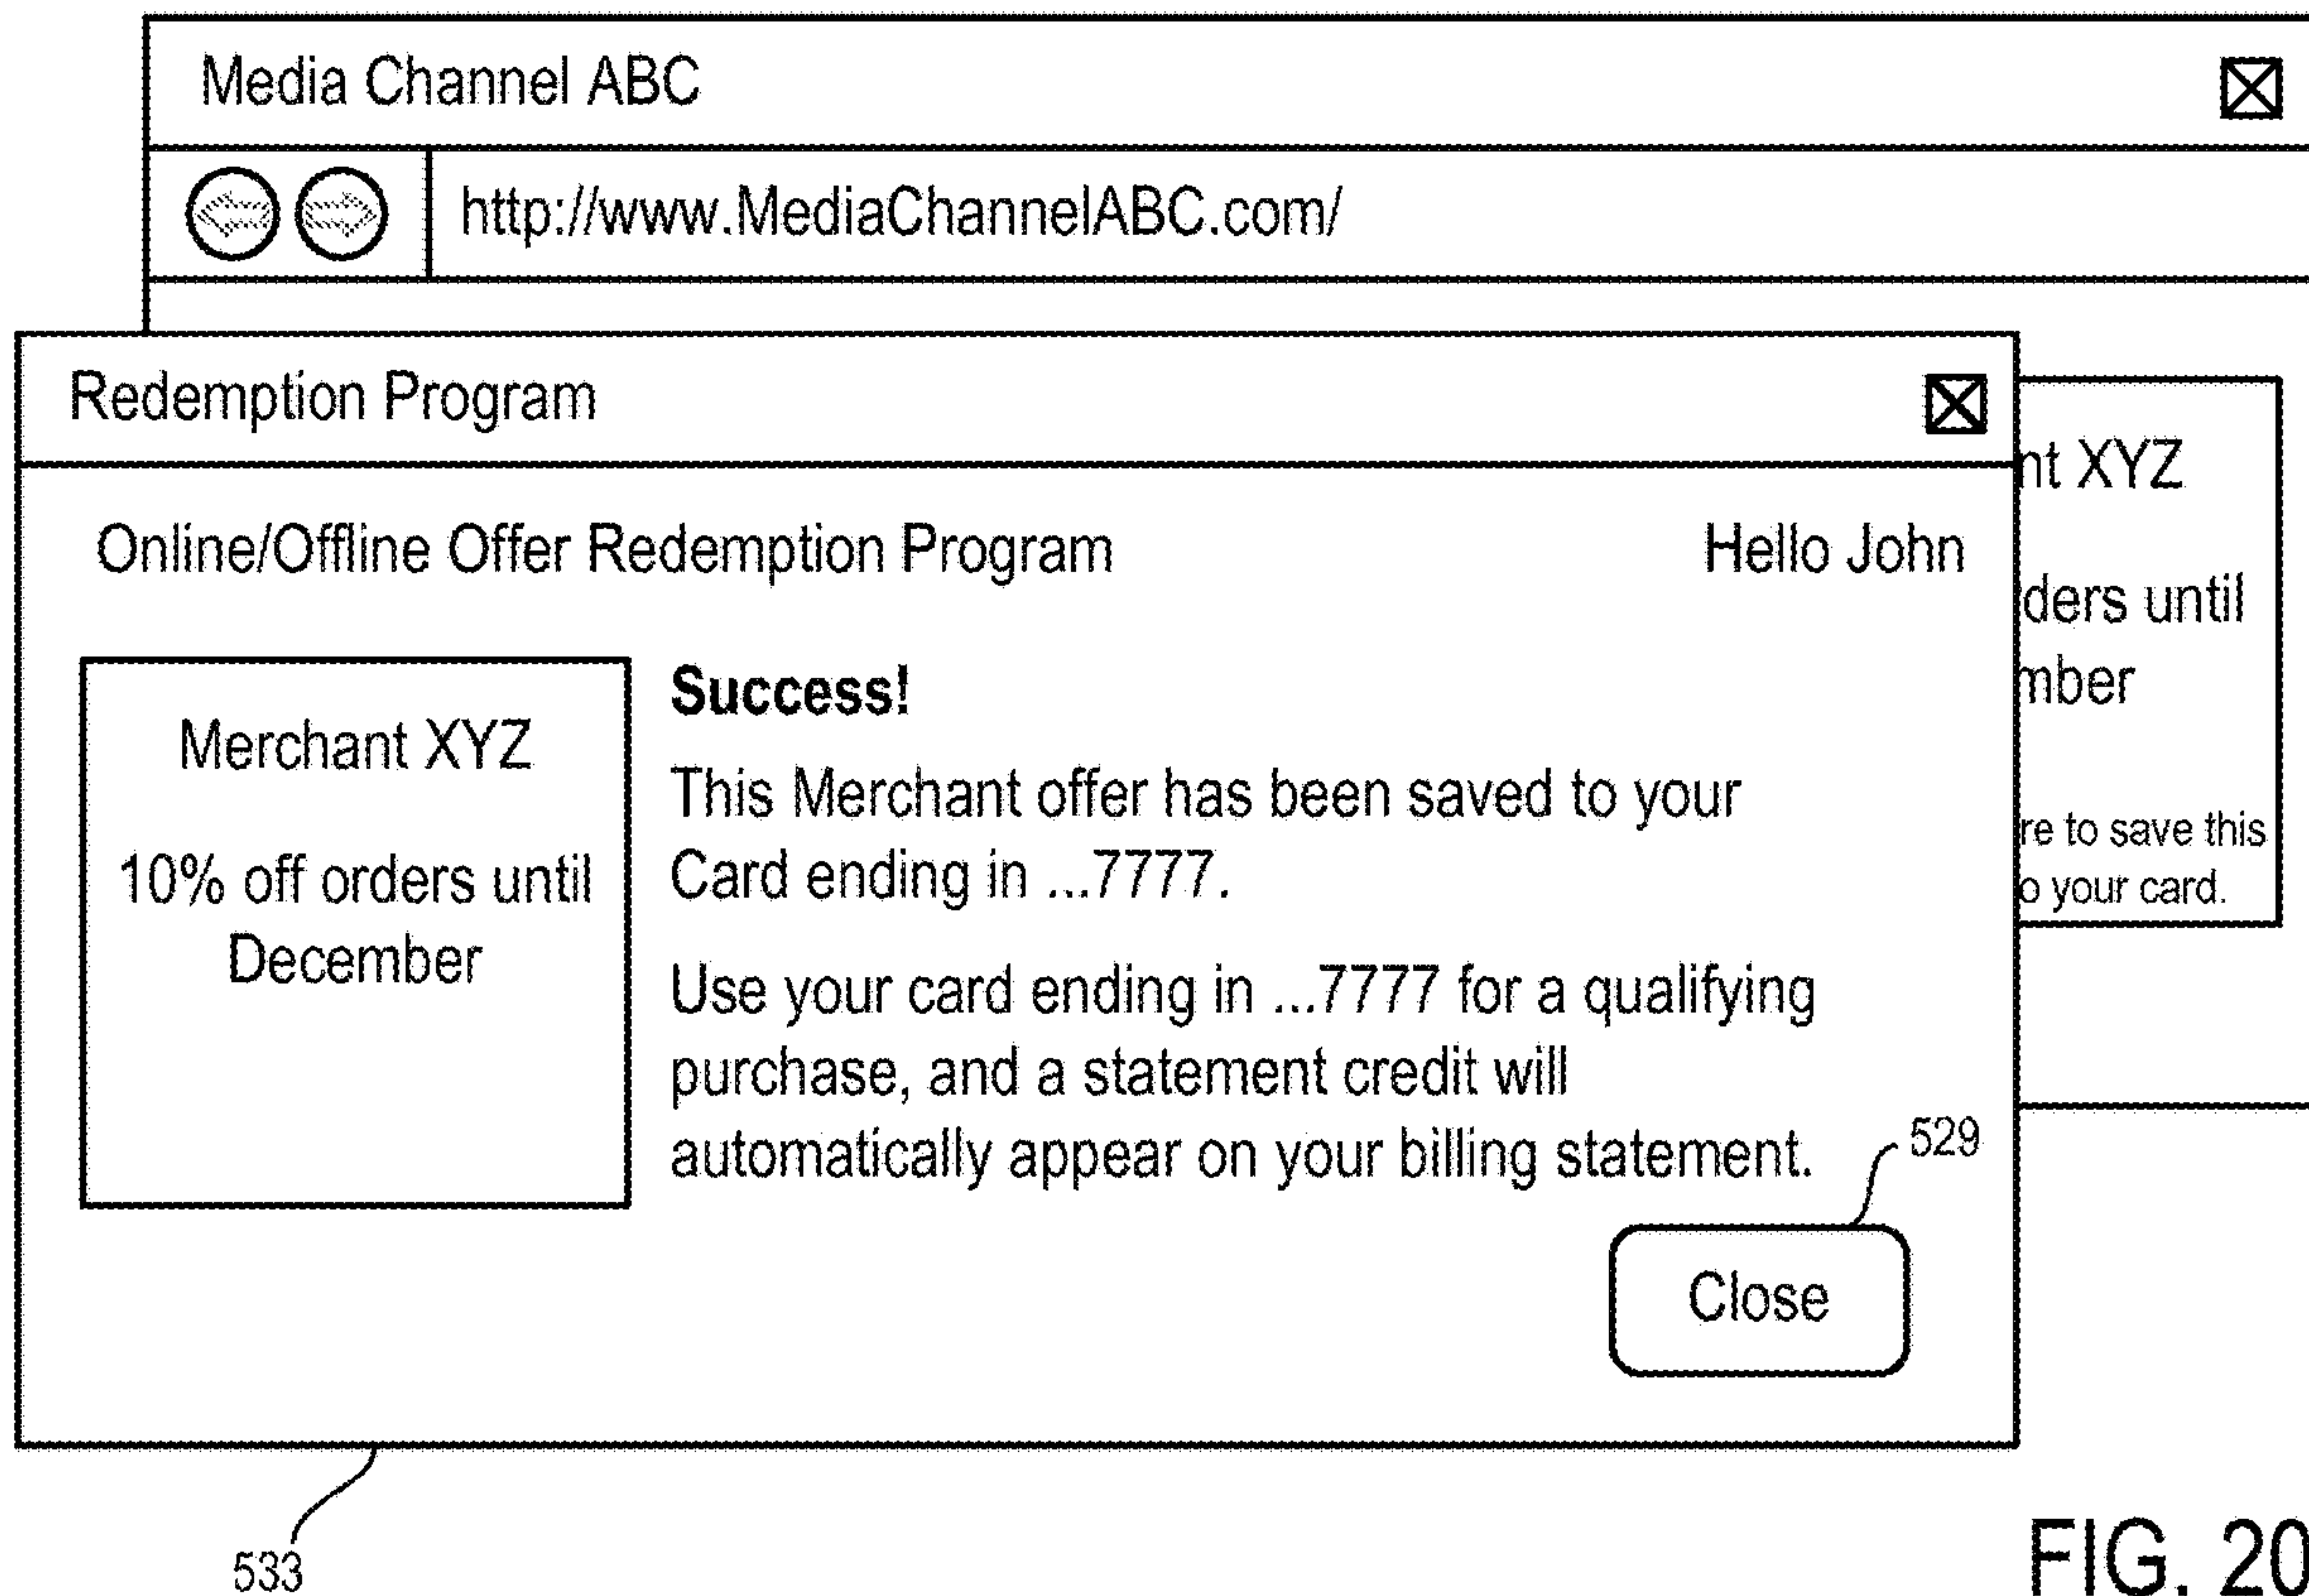 Media Channel ABC
http://www.MediaChannelABC.com/
Redemption Program
Online/Offline Offer Redemption Program
Hello John
Merchant XYZ
10% off orders until
December
Success!
This Merchant offer has been saved to your
Card ending in ...7777.
Use your card ending in ...7777 for a qualifying
purchase, and a statement credit will
automatically appear on your billing statement.
Close
529
nt XYZ
ders until
mber
re to save this
o your card.
533
FIG. 20